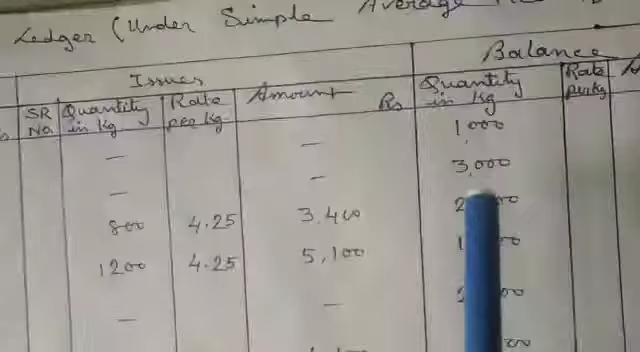 Ledger (Under Simple Average
Issues Balance
SR No. Quantity in kg Rate per kg Amount Rs Quantity in kg Rate per kg
— — 1,000
— — 3,000
800 4.25 3,400
1200 4.25 5,100
— —